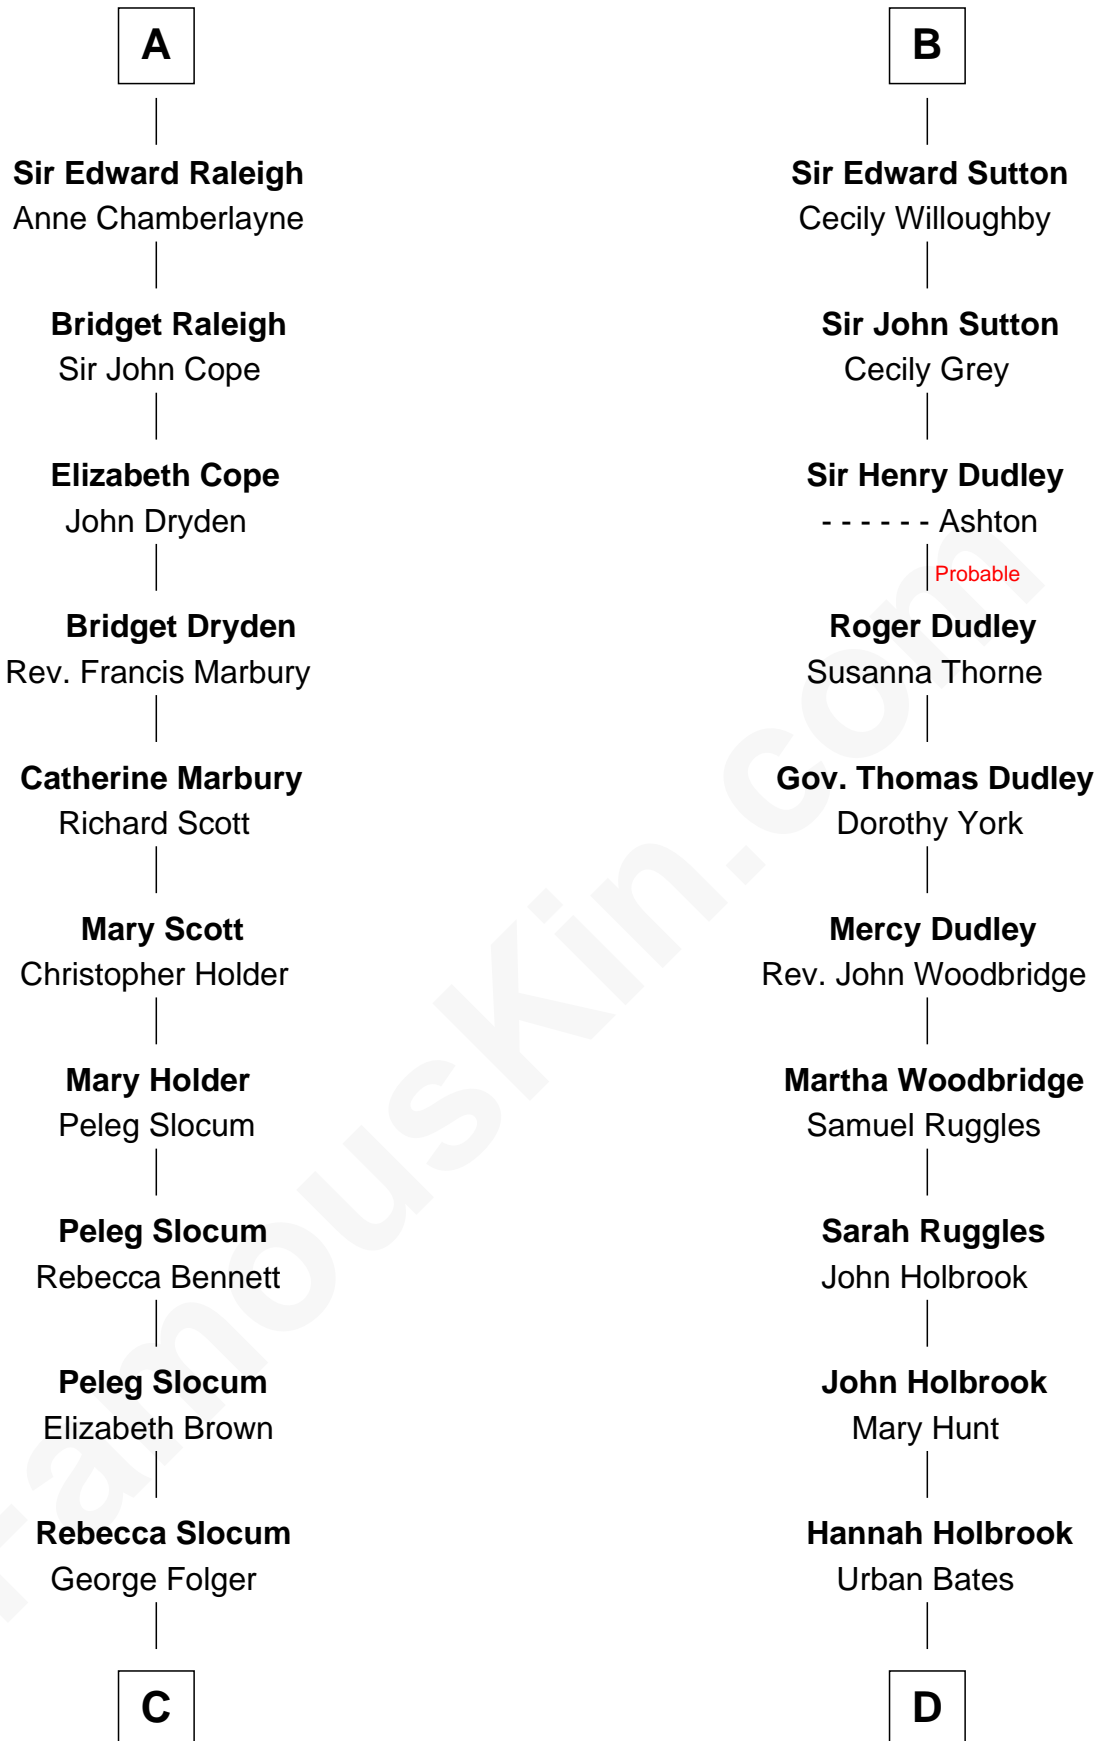 A
Sir Edward Raleigh
Anne Chamberlayne
Bridget Raleigh
Sir John Cope
Elizabeth Cope
John Dryden
Bridget Dryden
Rev. Francis Marbury
Catherine Marbury
Richard Scott
Mary Scott
Christopher Holder
Mary Holder
Peleg Slocum
Peleg Slocum
Rebecca Bennett
Peleg Slocum
Elizabeth Brown
Rebecca Slocum
George Folger
C
B
Sir Edward Sutton
Cecily Willoughby
Sir John Sutton
Cecily Grey
Sir Henry Dudley
- - - - - - Ashton
Probable
Roger Dudley
Susanna Thorne
Gov. Thomas Dudley
Dorothy York
Mercy Dudley
Rev. John Woodbridge
Martha Woodbridge
Samuel Ruggles
Sarah Ruggles
John Holbrook
John Holbrook
Mary Hunt
Hannah Holbrook
Urban Bates
D
FamousKin.com